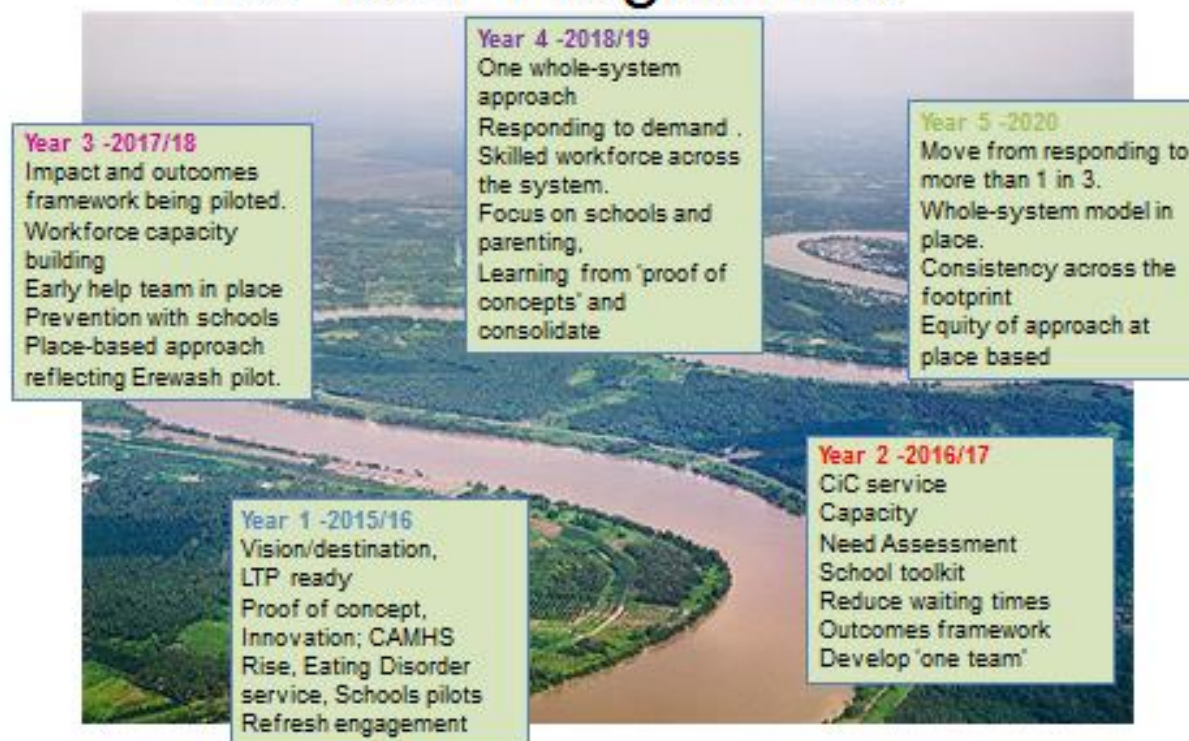 Year 4 -2018/19
One whole-system
approach
Responding to demand .
Skilled workforce across
the system.
Focus on schools and
parenting,
Learning from 'proof of
concepts' and
consolidate
Year 3 -2017/18
Impact and outcomes
framework being piloted.
Workforce capacity
building
Early help team in place
Prevention with schools
Place-based approach
reflecting Erewash pilot.
Year 5 -2020
Move from responding to
more than 1 in 3.
Whole-system model in
place.
Consistency across the
footprint
Equity of approach at
place based
Year 2 -2016/17
CiC service
Capacity
Need Assessment
School toolkit
Reduce waiting times
Outcomes framework
Develop 'one team'
Year 1 -2015/16
Vision/destination,
LTP ready
Proof of concept,
Innovation; CAMHS
Rise, Eating Disorder
service, Schools pilots
Refresh engagement